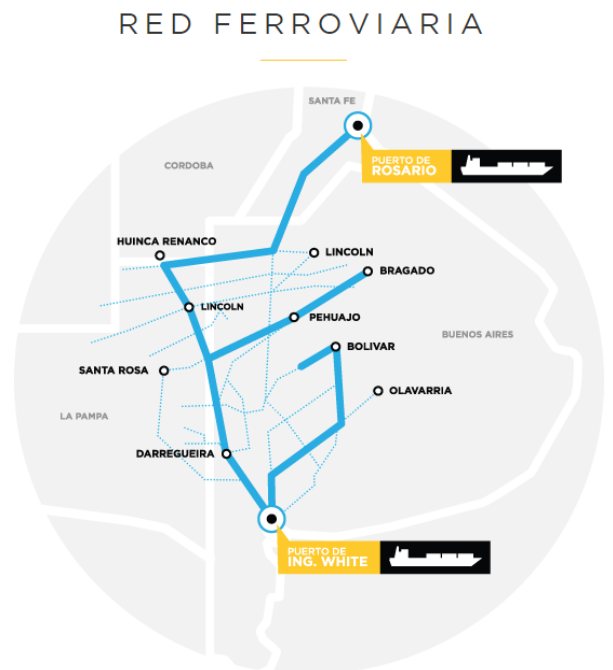 RED FERROVIARIA
SANTA FE
PUERTO DE
ROSARIO
CORDOBA
HUINCA RENANCO
LINCOLN
BRAGADO
LINCOLN
PEHUAJO
BUENOS AIRES
BOLIVAR
SANTA ROSA
OLAVARRIA
LA PAMPA
DARREGUEIRA
PUERTO DE
ING. WHITE